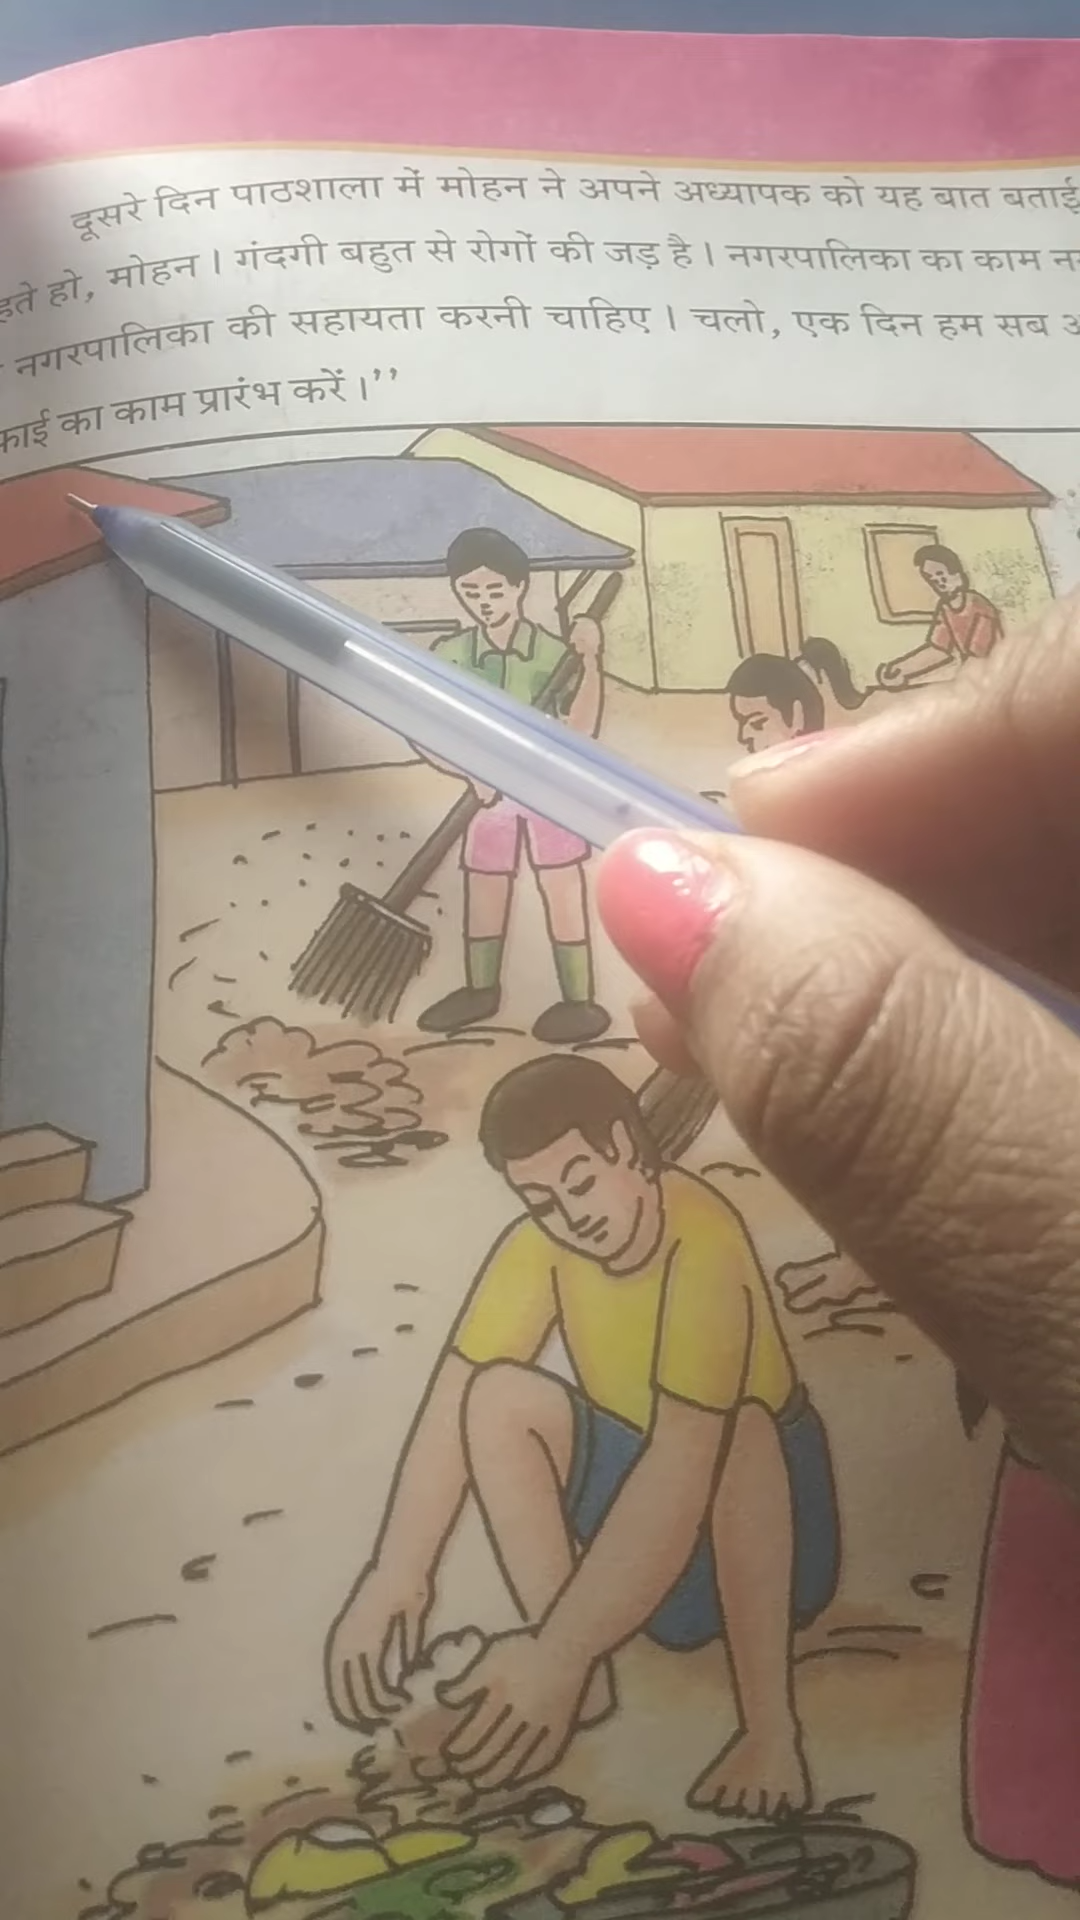 दूसरे दिन पाठशाला में मोहन ने अपने अध्यापक को यह बात बताई
हो, मोहन । गंदगी बहुत से रोगों की जड़ है । नगरपालिका का काम
नगरपालिका की सहायता करनी चाहिए । चलो, एक दिन हम सब
का काम प्रारंभ करें ।’’